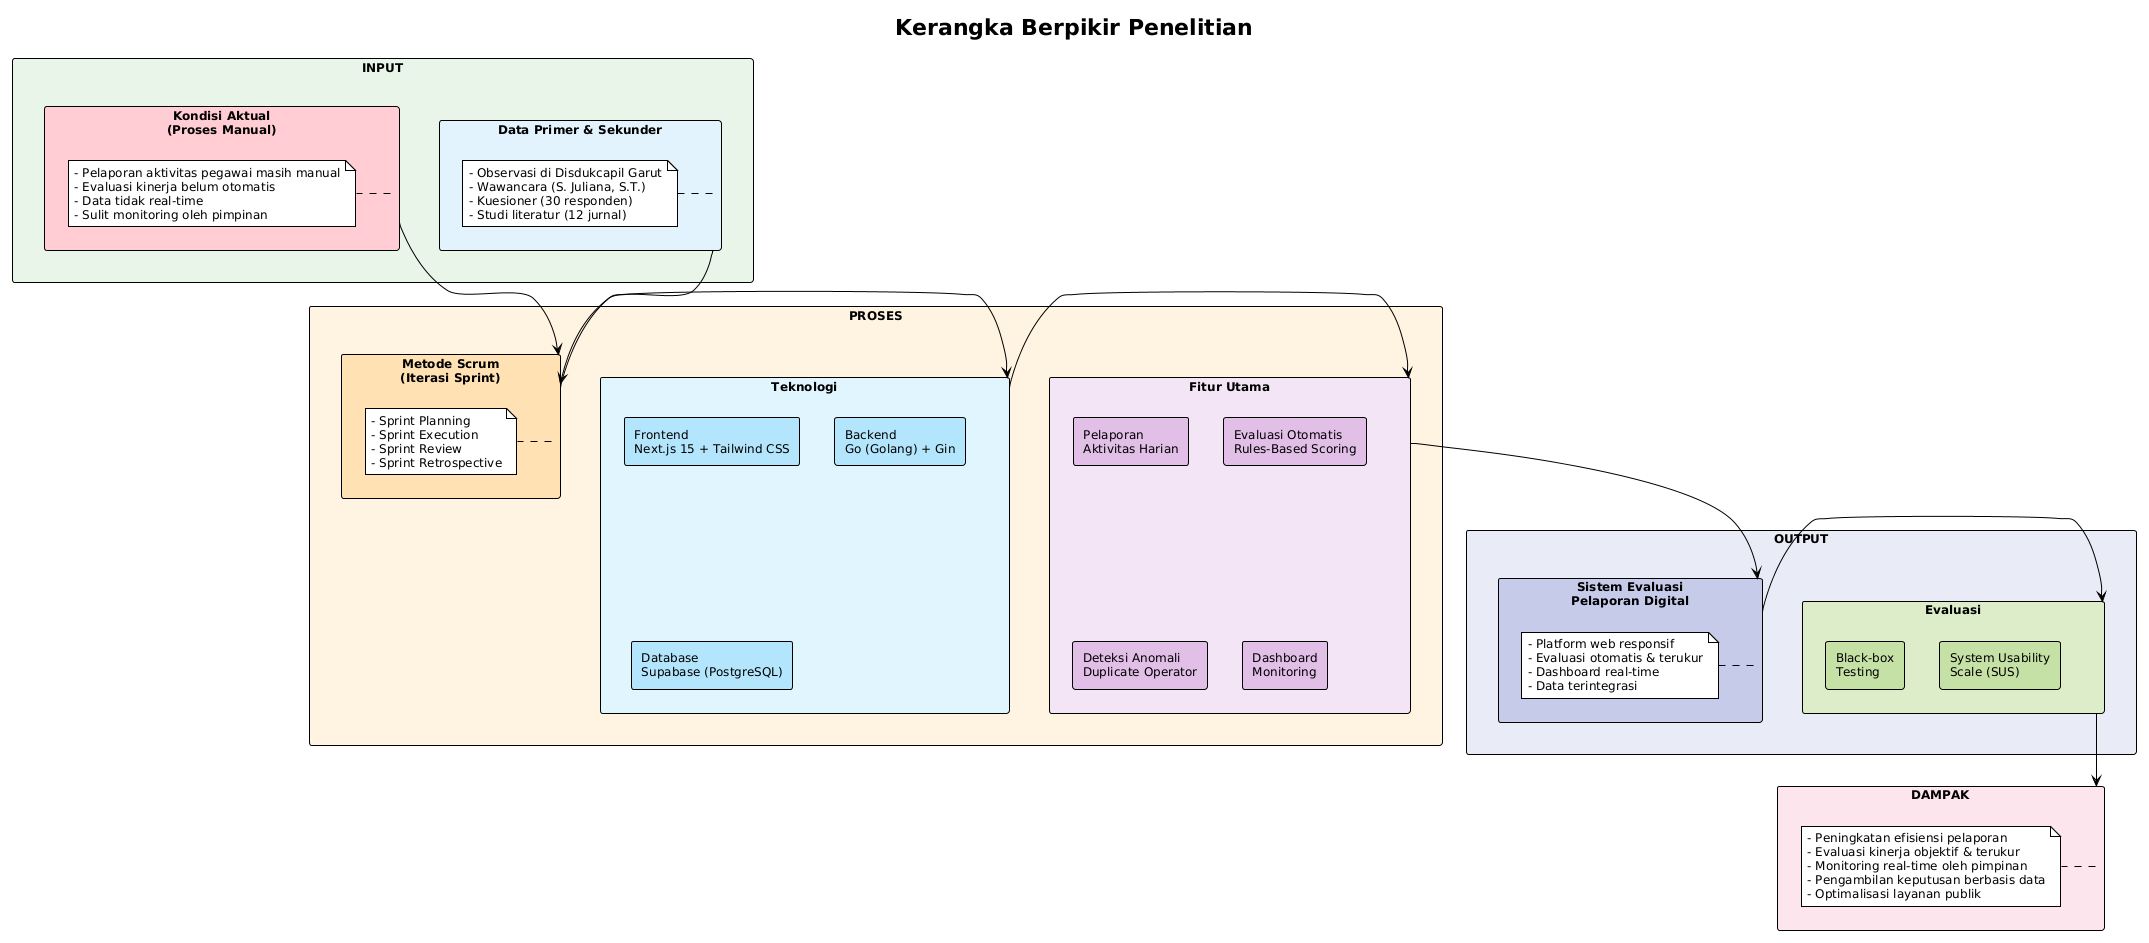 Kerangka Berpikir Penelitian
INPUT
Kondisi Aktual
(Proses Manual)
- Pelaporan aktivitas pegawai masih manual
- Evaluasi kinerja belum otomatis
- Data tidak real-time
- Sulit monitoring oleh pimpinan
Data Primer & Sekunder
- Observasi di Disdukcapil Garut
- Wawancara (S. Juliana, S.T.)
- Kuesioner (30 responden)
- Studi literatur (12 jurnal)
PROSES
Metode Scrum
(Iterasi Sprint)
- Sprint Planning
- Sprint Execution
- Sprint Review
- Sprint Retrospective
Teknologi
Frontend
Next.js 15 + Tailwind CSS
Backend
Go (Golang) + Gin
Database
Supabase (PostgreSQL)
Fitur Utama
Pelaporan
Aktivitas Harian
Evaluasi Otomatis
Rules-Based Scoring
Deteksi Anomali
Duplicate Operator
Dashboard
Monitoring
OUTPUT
Sistem Evaluasi
Pelaporan Digital
- Platform web responsif
- Evaluasi otomatis & terukur
- Dashboard real-time
- Data terintegrasi
Evaluasi
Black-box
Testing
System Usability
Scale (SUS)
DAMPAK
- Peningkatan efisiensi pelaporan
- Evaluasi kinerja objektif & terukur
- Monitoring real-time oleh pimpinan
- Pengambilan keputusan berbasis data
- Optimalisasi layanan publik